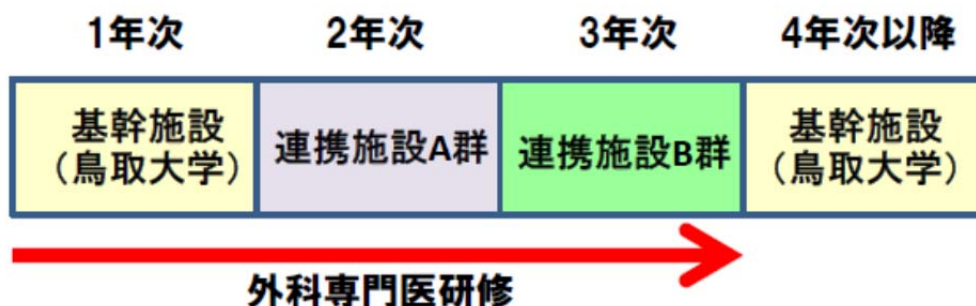 1年次 2年次 3年次 4年次以降
基幹施設
（鳥取大学）
連携施設A群
連携施設B群
基幹施設
（鳥取大学）
外科専門医研修